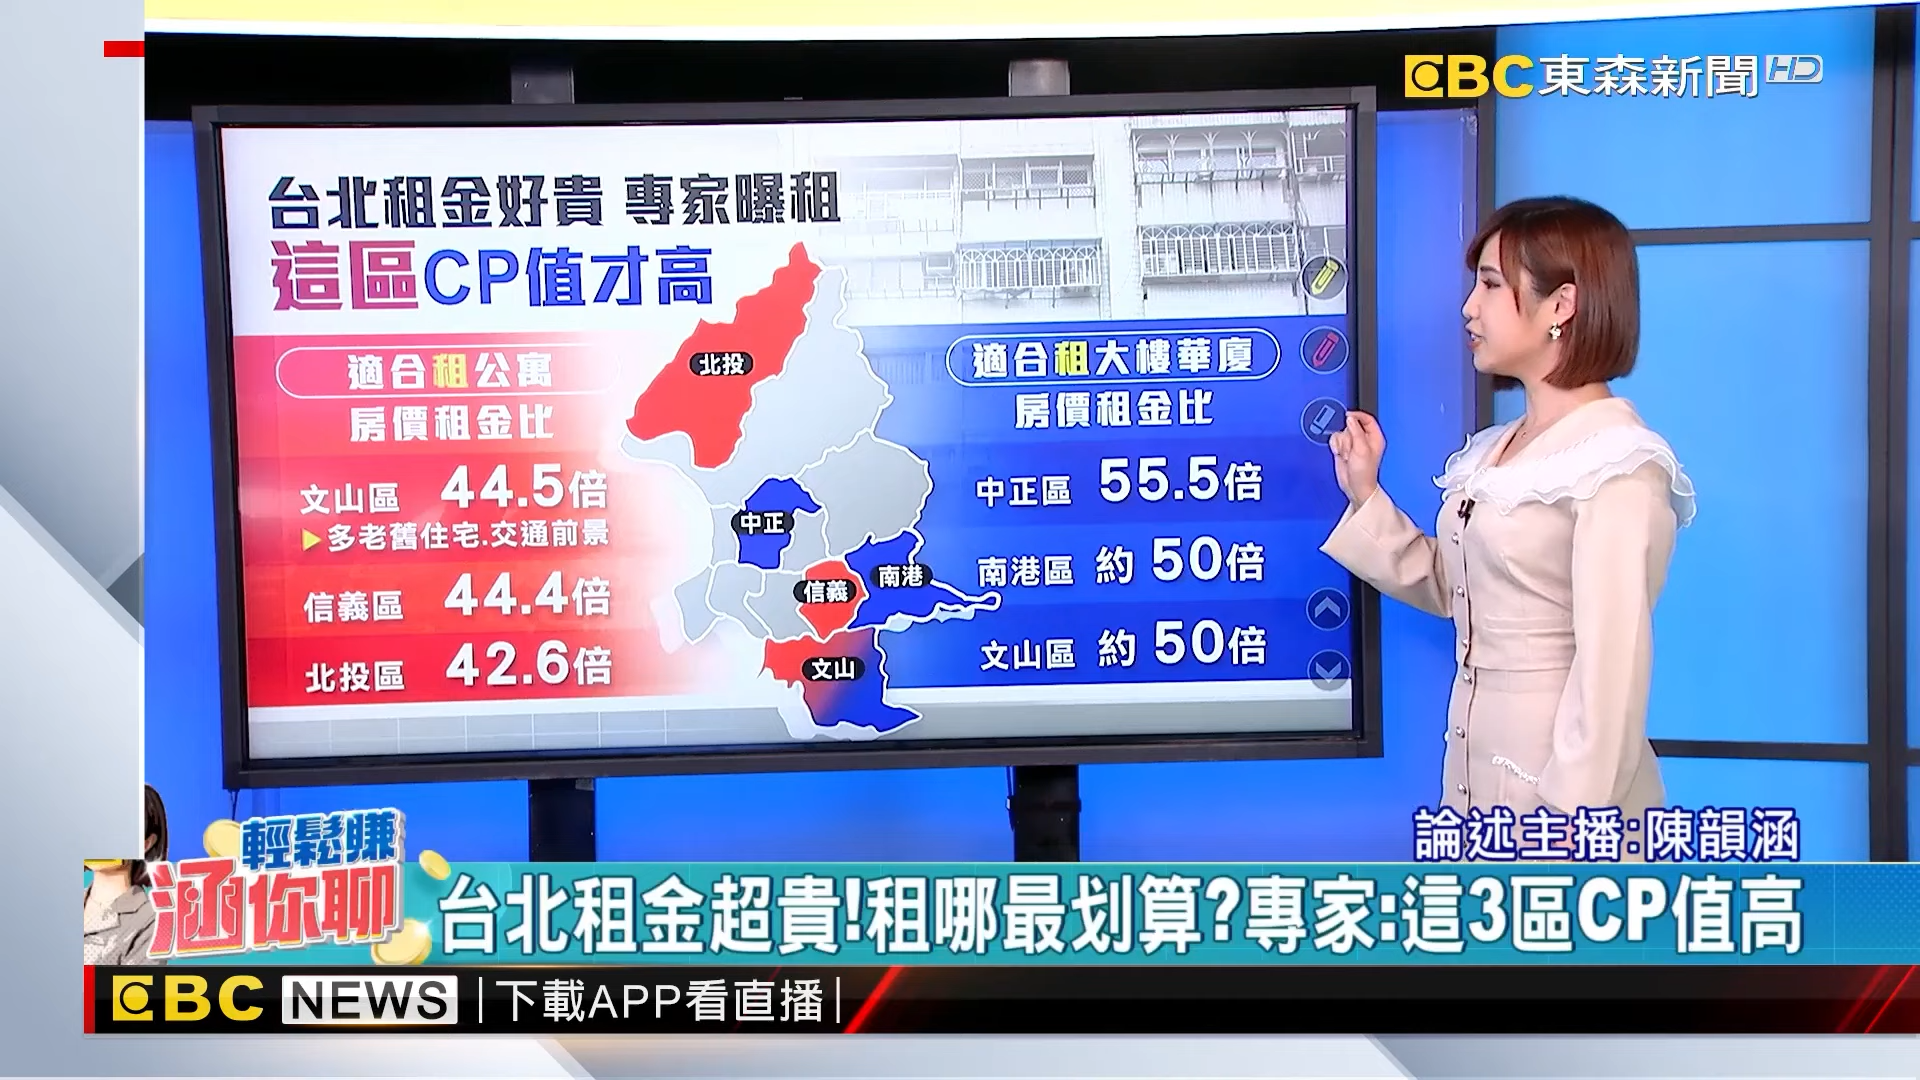 EBC東森新聞HD
台北租金好貴 專家曝租
這區CP值才高
適合租公寓
房價租金比
文山區 44.5倍
▶多老舊住宅.交通前景
信義區 44.4倍
北投區 42.6倍
北投
中正
信義
南港
文山
適合租大樓華廈
房價租金比
中正區 55.5倍
南港區 約 50倍
文山區 約 50倍
論述主播:陳韻涵
輕鬆賺
涵你聊
台北租金超貴!租哪最划算?專家:這3區CP值高
EBC NEWS |下載APP看直播|